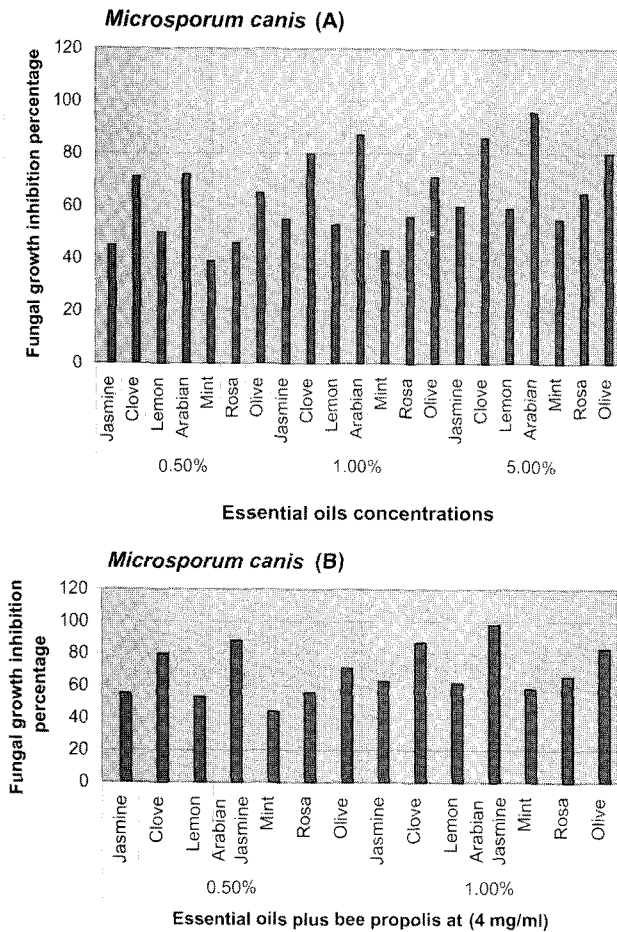 Microsporum canis (A)
Fungal growth inhibition percentage
120
100
80
60
40
20
0
Jasmine
Clove
Lemon
Arabian
Mint
Rosa
Olive
Jasmine
Clove
Lemon
Arabian
Mint
Rosa
Olive
Jasmine
Clove
Lemon
Arabian
Mint
Rosa
Olive
0.50% 1.00% 5.00%
Essential oils concentrations
Microsporum canis (B)
Fungal growth inhibition
percentage
120
100
80
60
40
20
0
Jasmine
Clove
Lemon
Arabian
Jasmine
Mint
Rosa
Olive
Jasmine
Clove
Lemon
Arabian
Jasmine
Mint
Rosa
Olive
0.50% 1.00%
Essential oils plus bee propolis at (4 mg/ml)